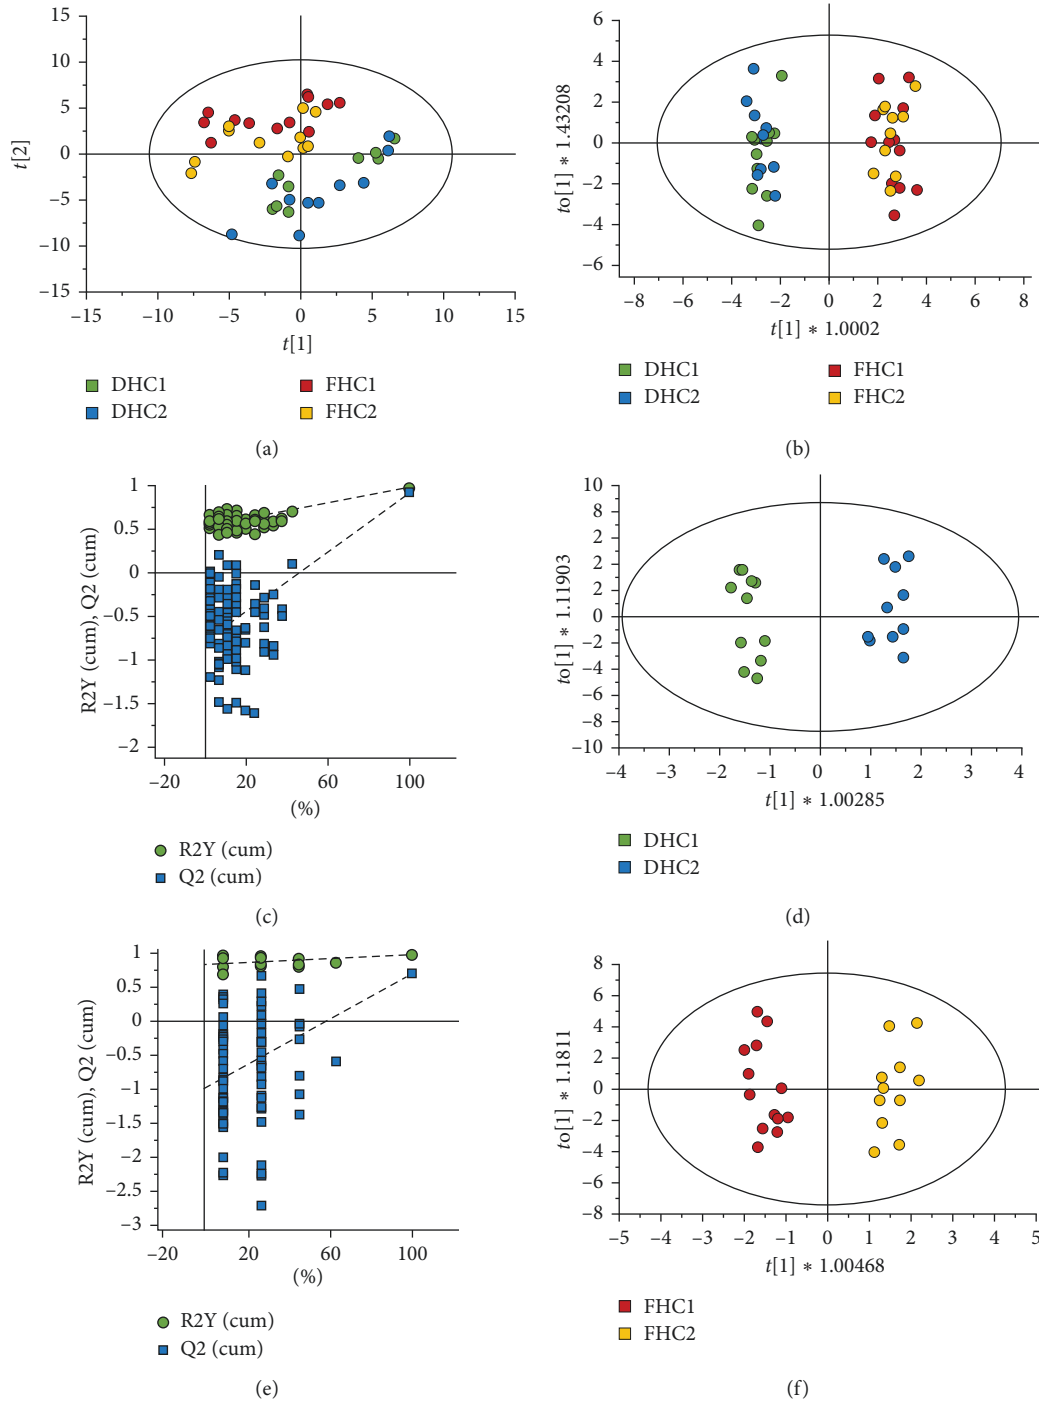 15
10
5
0
−5
−10
−15
t[2]
−15
−10
−5
0
5
10
15
t[1]
DHC1
FHC1
DHC2
FHC2
(a)
6
4
2
0
−2
−4
−6
to[1] * 1.43208
−8
−6
−4
−2
0
2
4
6
8
t[1] * 1.0002
DHC1
FHC1
DHC2
FHC2
(b)
1
0.5
0
−0.5
−1
−1.5
−2
R2Y (cum), Q2 (cum)
−20
20
60
100
(%)
R2Y (cum)
Q2 (cum)
(c)
10
8
2
2
0
−2
−4
−6
−8
−10
to[1] * 1.11903
−4
−3
−2
−1
0
1
2
3
4
t[1] * 1.00285
DHC1
DHC2
(d)
1
0.5
0
−0.5
−1
−1.5
−2
−2.5
−3
R2Y (cum), Q2 (cum)
−20
20
60
100
(%)
R2Y (cum)
Q2 (cum)
(e)
8
6
4
2
0
−2
−4
−6
−8
to[1] * 1.1811
−5
−4
−3
−2
−1
0
1
2
3
4
5
t[1] * 1.00468
FHC1
FHC2
(f)